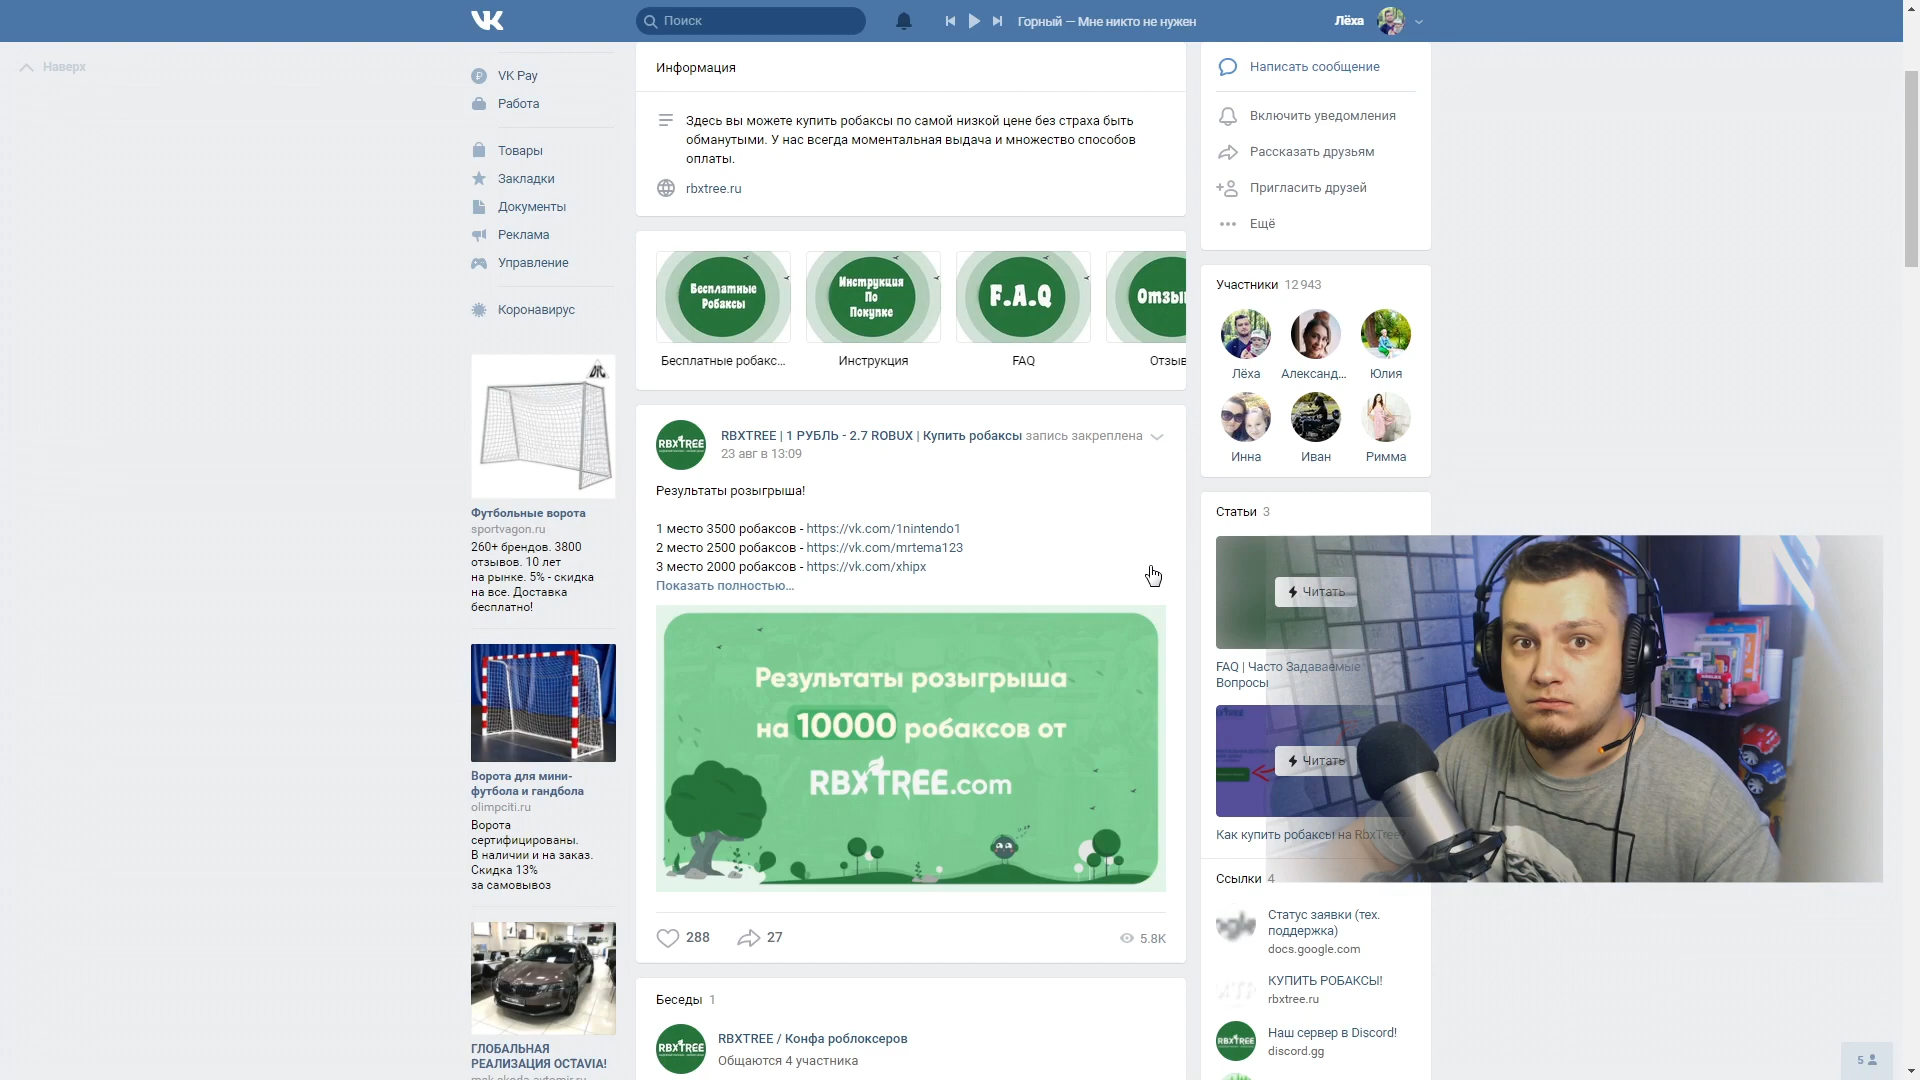 Поиск
Горный — Мне никто не нужен
Лёха
Наверх
VK Pay
Работа
Товары
Закладки
Документы
Реклама
Управление
Коронавирус
Футбольные ворота
sportvagon.ru
260+ брендов. 3800
отзывов. 10 лет
на рынке. 5% - скидка
на все. Доставка
бесплатно!
Ворота для мини-
футбола и гандбола
olimpciti.ru
Ворота
сертифицированы.
В наличии и на заказ.
Скидка 13%
за самовывоз
ГЛОБАЛЬНАЯ
РЕАЛИЗАЦИЯ OCTAVIA!
Информация
Здесь вы можете купить робаксы по самой низкой цене без страха быть
обманутыми. У нас всегда моментальная выдача и множество способов
оплаты.
rbxtree.ru
Бесплатные
Робаксы
Инструкция
По
Покупке
F.A.Q
Отзы
Бесплатные робакс...
Инструкция
FAQ
Отзыв
RBXTREE
RBXTREE | 1 РУБЛЬ - 2.7 ROBUX | Купить робаксы запись закреплена
23 авг в 13:09
Результаты розыгрыша!
1 место 3500 робаксов - https://vk.com/1nintendo1
2 место 2500 робаксов - https://vk.com/mrtema123
3 место 2000 робаксов - https://vk.com/xhipx
Показать полностью...
Результаты розыгрыша
на 10000 робаксов от
RBXTREE.com
288
27
5.8K
Беседы 1
RBXTREE
RBXTREE / Конфа роблоксеров
Общаются 4 участника
Написать сообщение
Включить уведомления
Рассказать друзьям
Пригласить друзей
Ещё
Участники 12 943
Лёха
Александ...
Юлия
Инна
Иван
Римма
Статьи 3
Читать
FAQ | Часто Задаваемые
Вопросы
Читать
Как купить робаксы на RbxTree?
Ссылки 4
Статус заявки (тех.
поддержка)
docs.google.com
КУПИТЬ РОБАКСЫ!
rbxtree.ru
RBXTREE
Наш сервер в Discord!
discord.gg
5